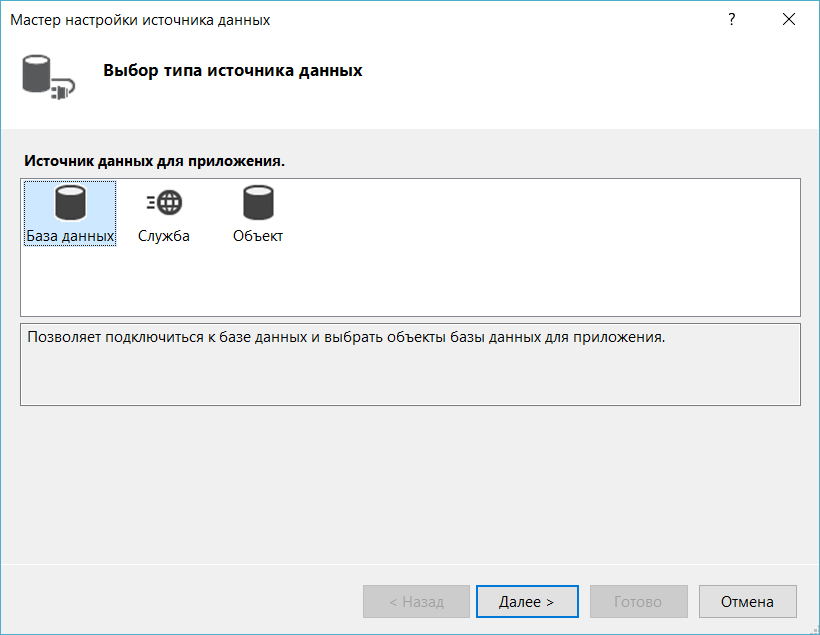 Мастер настройки источника данных
?
Выбор типа источника данных
Источник данных для приложения.
База данных
Служба
Объект
Позволяет подключиться к базе данных и выбрать объекты базы данных для приложения.
< Назад
Далее >
Готово
Отмена